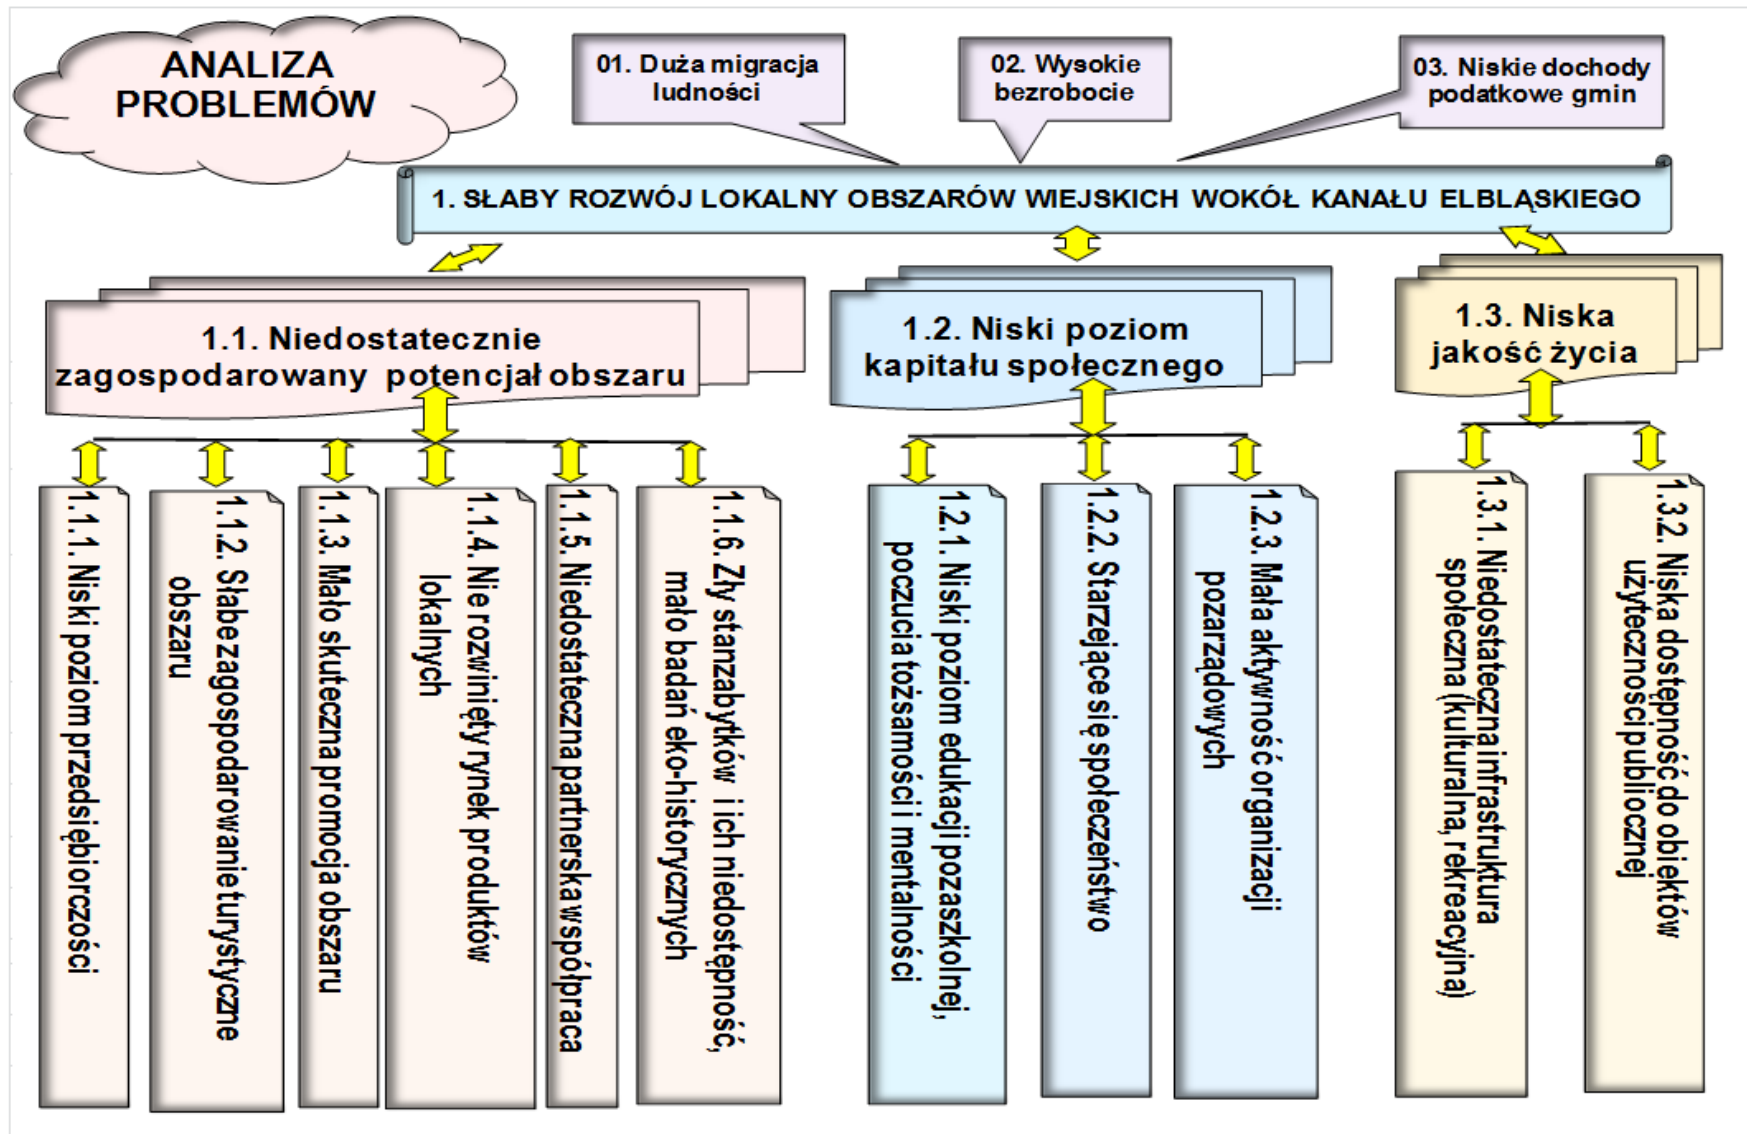 ANALIZA
PROBLEMÓW
01. Duża migracja
ludności
02. Wysokie
bezrobocie
03. Niskie dochody
podatkowe gmin
1. SŁABY ROZWÓJ LOKALNY OBSZARÓW WIEJSKICH WOKÓŁ KANAŁU ELBLĄSKIEGO
1.1. Niedostatecznie
zagospodarowany potencjał obszaru
1.2. Niski poziom
kapitału społecznego
1.3. Niska
jakość życia
1.1.1. Niski poziom przedsiębiorczości
1.1.2. Słabe zagospodarowanie turystyczne
obszaru
1.1.3. Mało skuteczna promocja obszaru
1.1.4. Nie rozwinięty rynek produktów
lokalnych
1.1.5. Niedostateczna partnerska współpraca
1.1.6. Zły stan zabytków i ich niedostępność,
mało badań eko-historycznych
1.2.1. Niski poziom edukacji pozaszkolnej,
poczucia tożsamości i mentalności
1.2.2. Starzejące się społeczeństwo
1.2.3. Mała aktywność organizacji
pozarządowych
1.3.1. Niedostateczna infrastruktura
społeczna (kulturalna, rekreacyjna)
1.3.2. Niska dostępność do obiektów
użyteczności publiocznej